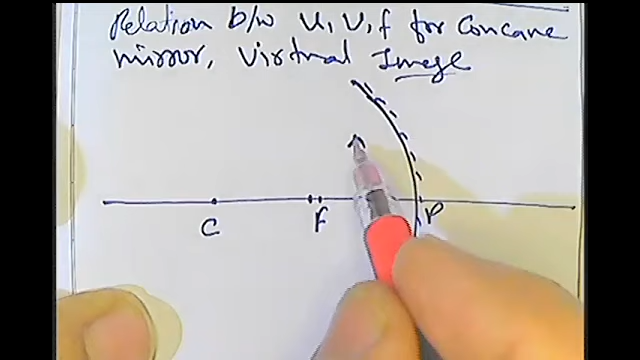 Relation b/w u, v, f for Concave
mirror, Virtual Image
C F P